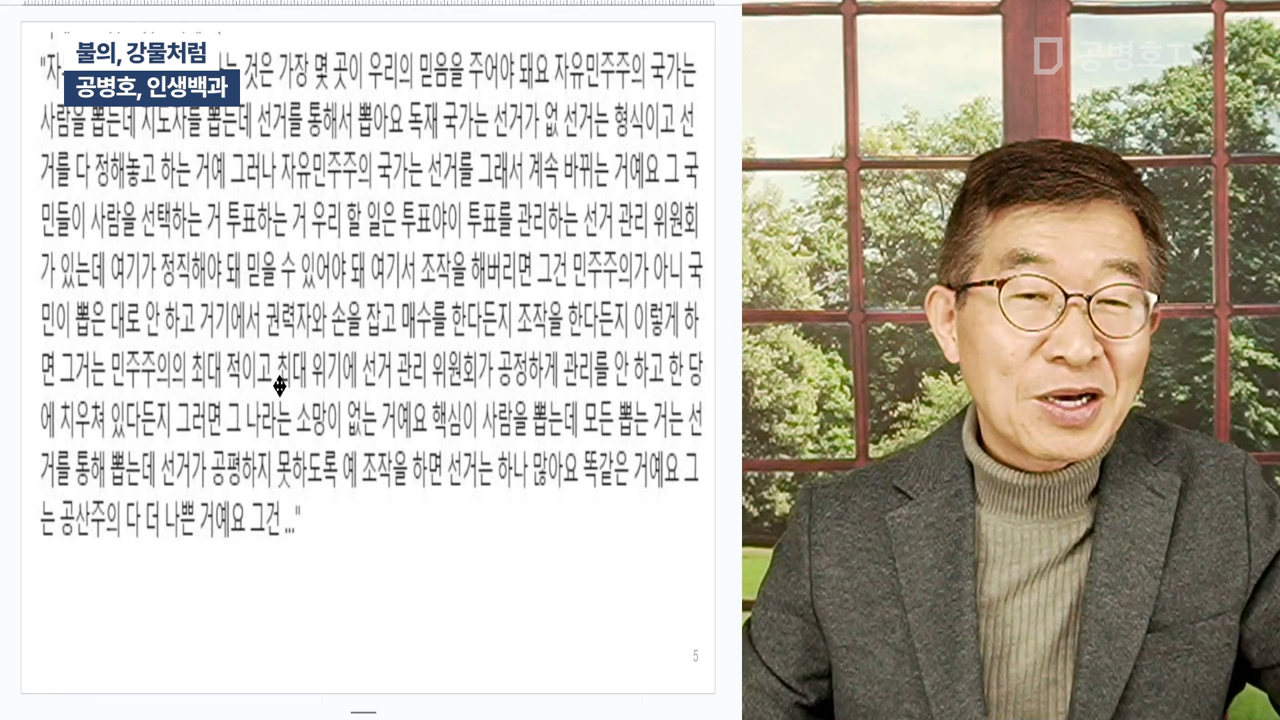 불의, 강물처럼
공병호, 인생백과
공병호TV
"자 는 것은 가장 몇 곳이 우리의 믿음을 주어야 돼요 자유민주주의 국가는
사람을 뽑는데 지도자를 뽑는데 선거를 통해서 뽑아요 독재 국가는 선거가 없 선거는 형식이고 선
거를 다 정해놓고 하는 거예 그러나 자유민주주의 국가는 선거를 그래서 계속 바뀌는 거예요 그 국
민들이 사람을 선택하는 거 투표하는 거 우리 할 일은 투표야이 투표를 관리하는 선거 관리 위원회
가 있는데 여기가 정직해야 돼 믿을 수 있어야 돼 여기서 조작을 해버리면 그건 민주주의가 아니 국
민이 뽑은 대로 안 하고 거기에서 권력자와 손을 잡고 매수를 한다든지 조작을 한다든지 이렇게 하
면 그거는 민주주의의 최대 적이고 최대 위기에 선거 관리 위원회가 공정하게 관리를 안 하고 한 당
에 치우쳐 있다든지 그러면 그 나라는 소망이 없는 거예요 핵심이 사람을 뽑는데 모든 뽑는 거는 선
거를 통해 뽑는데 선거가 공평하지 못하도록 예 조작을 하면 선거는 하나 많아요 똑같은 거예요 그
는 공산주의 다 더 나쁜 거예요 그건 ..."
5